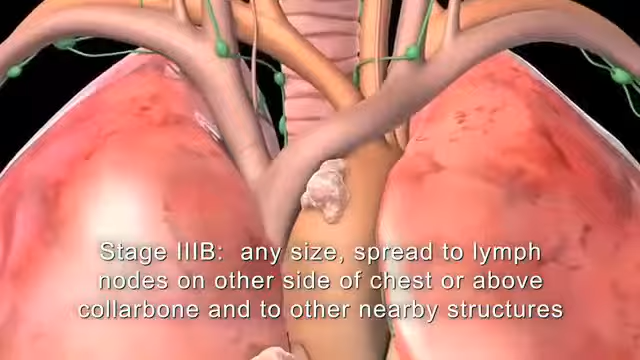 Stage IIIB:  any size, spread to lymph
nodes on other side of chest or above
collarbone and to other nearby structures